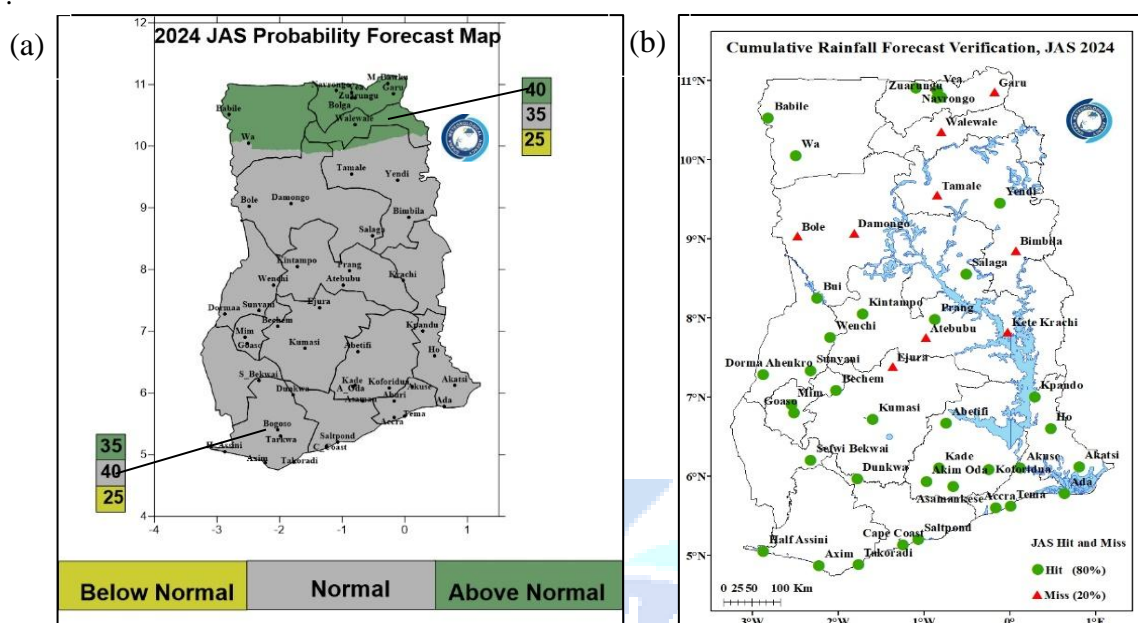 .
(a)
2024 JAS Probability Forecast Map
12
11
10
9
8
7
6
5
4
-4
-3
-2
-1
0
1
Navrongo
Vea
Zuarungu
Garu
Bolga
Babile
Walewale
Wa
Tamale
Yendi
Bole
Damongo
Bimbila
Salaga
Kintampo
Prang
Wenchi
Atebubu
Krachi
Dormaa
Sunyani
Ejura
Bechem
Kpandu
Mim
Goaso
Kumasi
Abetifi
Ho
S_Bekwai
Dunkwa
Kade
A_Oda
Koforidua
Akuse
Akatsi
Asaman
Aburi
Ada
Bogoso
Tarkwa
Tema
Accra
Saltpond
C_Coast
H_Assini
Axim
Takoradi
40
35
25
35
40
25
Below Normal
Normal
Above Normal
(b)
Cumulative Rainfall Forecast Verification, JAS 2024
11°N
10°N
9°N
8°N
7°N
6°N
5°N
3°W
2°W
1°W
0°
1°E
Zuarungu
Vea
Garu
Navrongo
Babile
Walewale
Wa
Tamale
Yendi
Bole
Damongo
Bimbila
Salaga
Bui
Kintampo
Prang
Wenchi
Atebubu
Kete Krachi
Dorma Ahenkro
Sunyani
Ejura
Bechem
Kpando
Goaso
Mim
Kumasi
Abetifi
Ho
Sefwi Bekwai
Kade
Akuse
Akatsi
Dunkwa
Akim Oda
Koforidua
Ada
Asamankese
Accra
Tema
Cape Coast
Saltpond
Half Assini
Takoradi
Axim
JAS Hit and Miss
Hit (80%)
Miss (20%)
0 25 50 100 Km